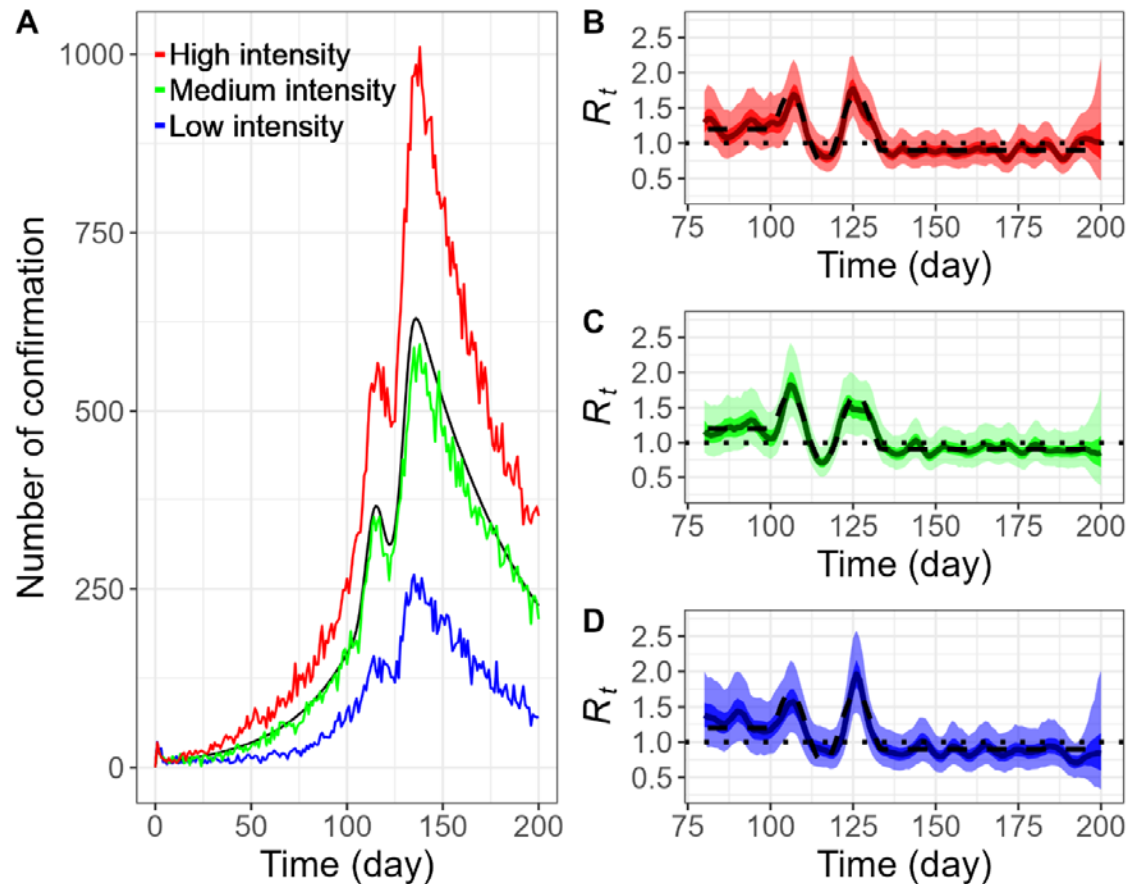 A
High intensity
Medium intensity
Low intensity
1000
750
500
250
0
Number of confirmation
0 50 100 150 200
Time (day)
B
2.5
2.0
1.5
1.0
0.5
Rt
75 100 125 150 175 200
Time (day)
C
2.5
2.0
1.5
1.0
0.5
Rt
75 100 125 150 175 200
Time (day)
D
2.5
2.0
1.5
1.0
0.5
Rt
75 100 125 150 175 200
Time (day)